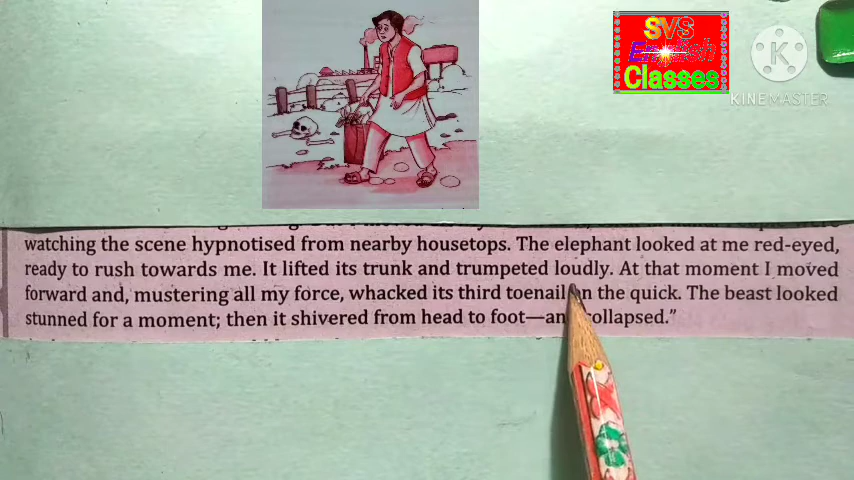 SVS
English
Classes
KINEMASTER
watching the scene hypnotised from nearby housetops. The elephant looked at me red-eyed,
ready to rush towards me. It lifted its trunk and trumpeted loudly. At that moment I moved
forward and, mustering all my force, whacked its third toenail on the quick. The beast looked
stunned for a moment; then it shivered from head to foot—and collapsed.”